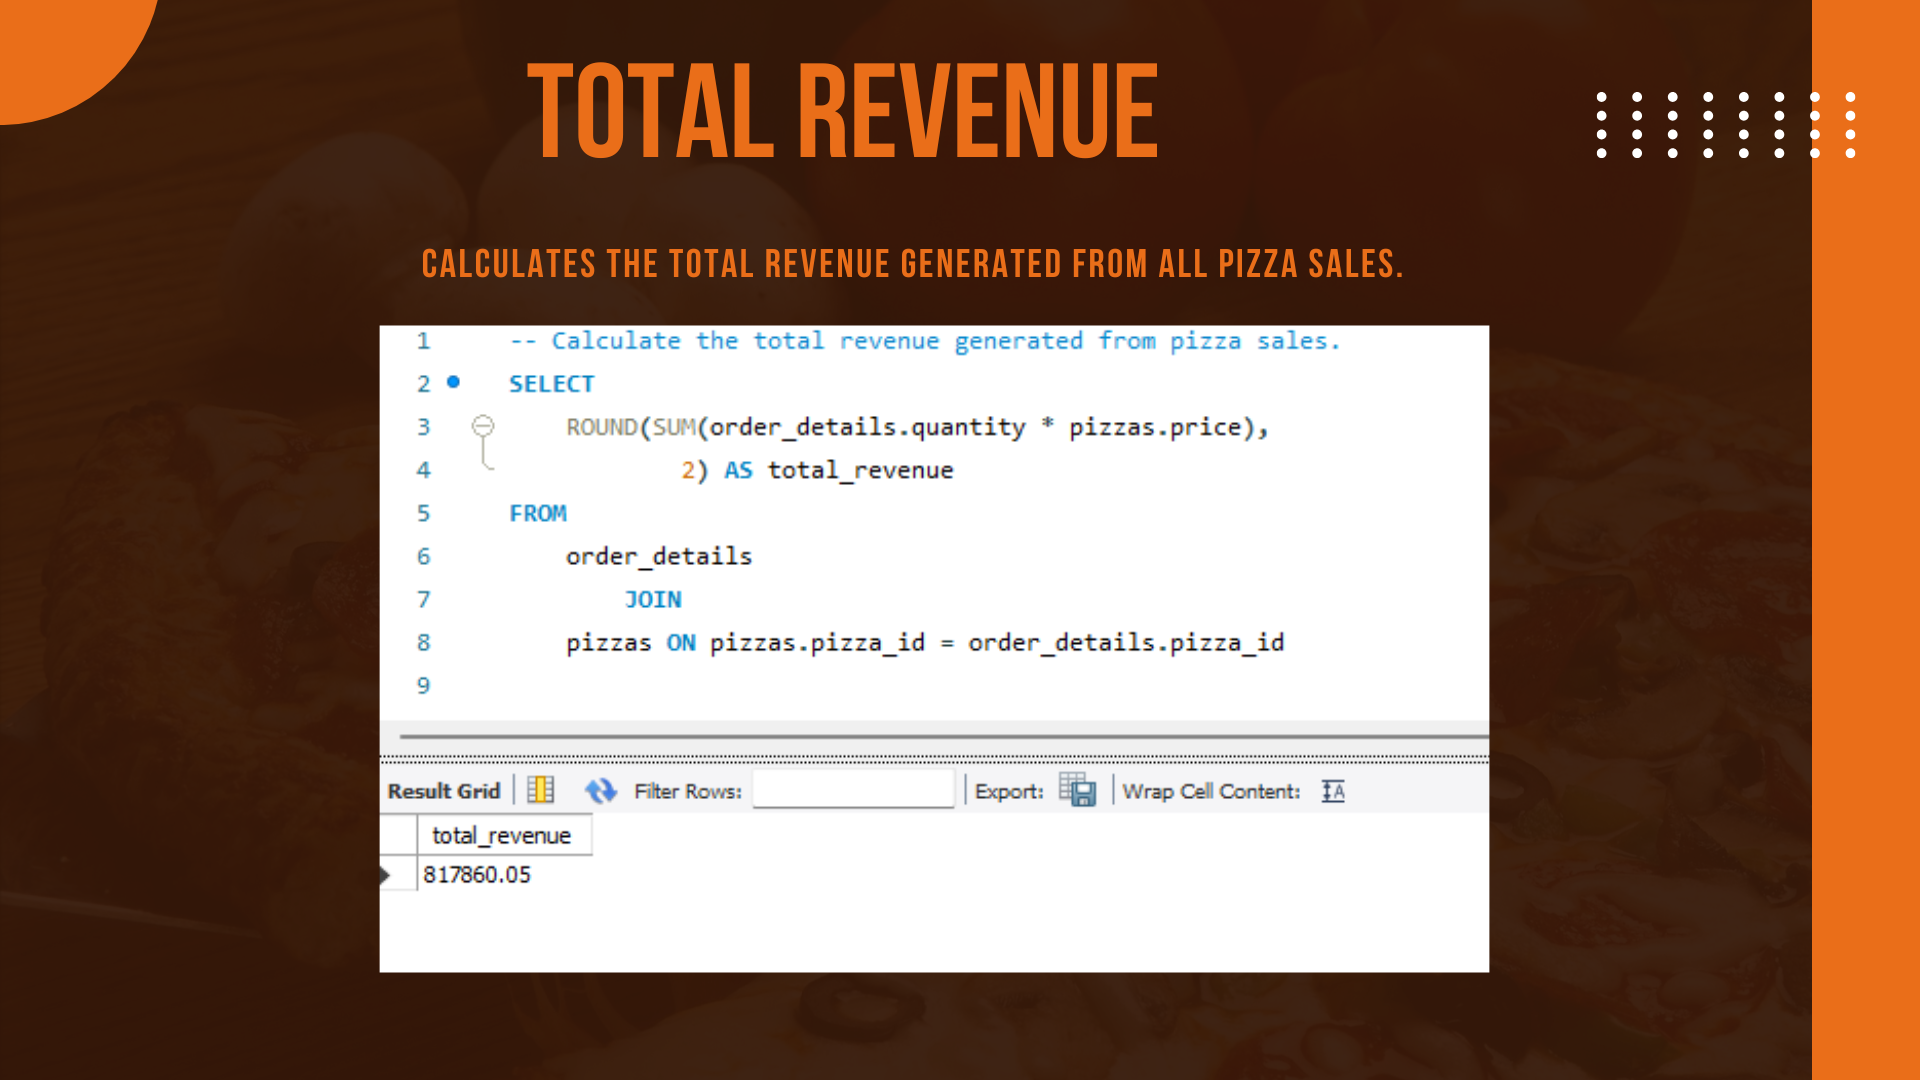 TOTAL REVENUE
CALCULATES THE TOTAL REVENUE GENERATED FROM ALL PIZZA SALES.
1 -- Calculate the total revenue generated from pizza sales.
2 SELECT
3 ROUND(SUM(order_details.quantity * pizzas.price),
4 2) AS total_revenue
5 FROM
6 order_details
7 JOIN
8 pizzas ON pizzas.pizza_id = order_details.pizza_id
9
Result Grid Filter Rows: Export: Wrap Cell Content: IA
total_revenue
817860.05